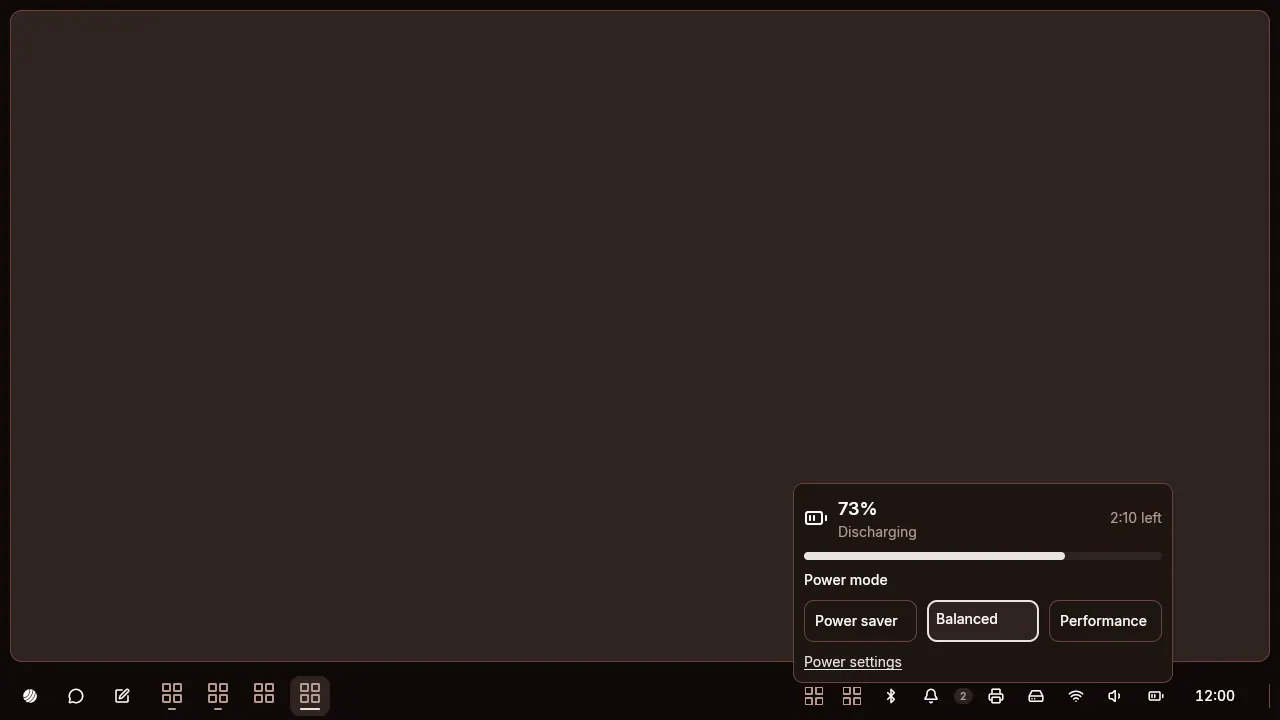 73%
Discharging
2:10 left
Power mode
Power saver
Balanced
Performance
Power settings
2
12:00